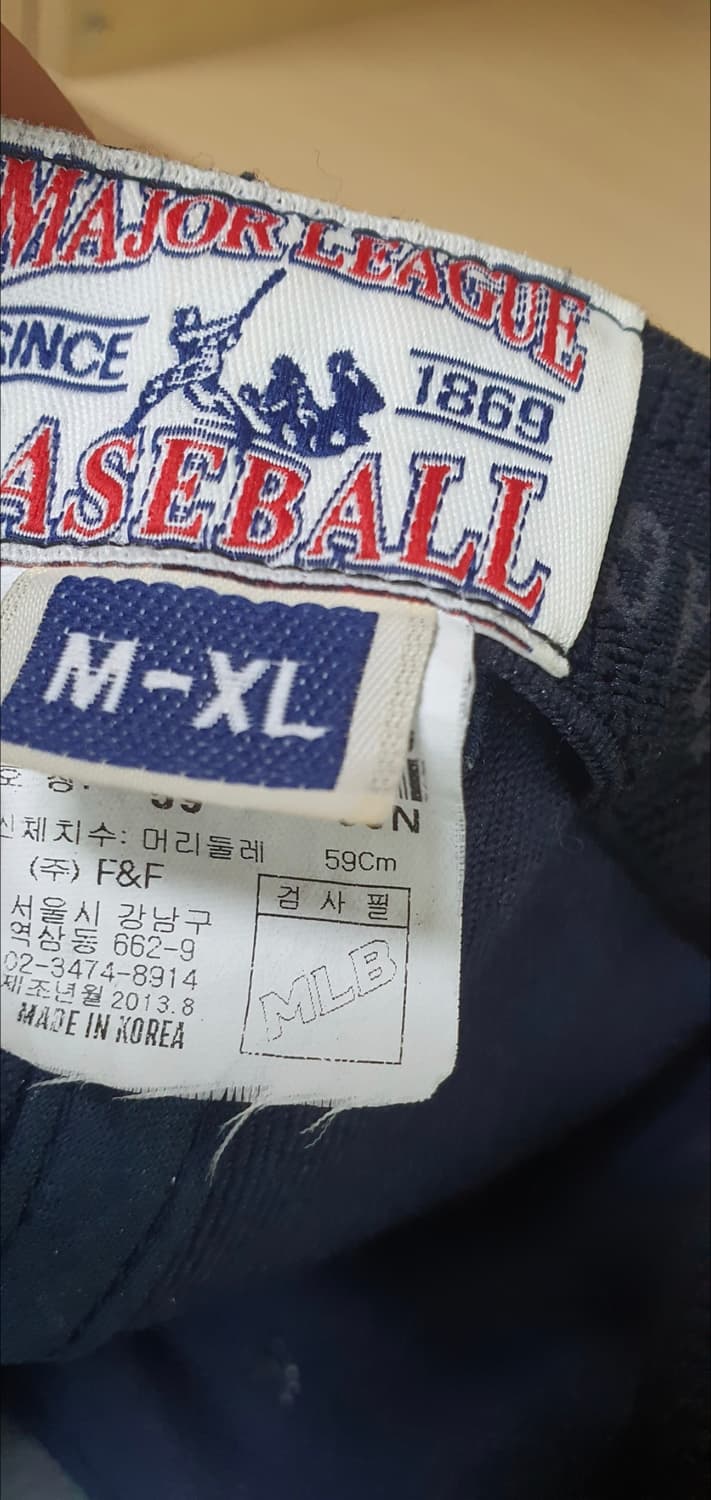 MAJOR LEAGUE
SINCE 1869
BASEBALL
M-XL
신체치수: 머리둘레 59Cm
(주) F&F
서울시 강남구
역삼동 662-9
02-3474-8914
제조년월 2013.8
MADE IN KOREA
검 사 필
MLB